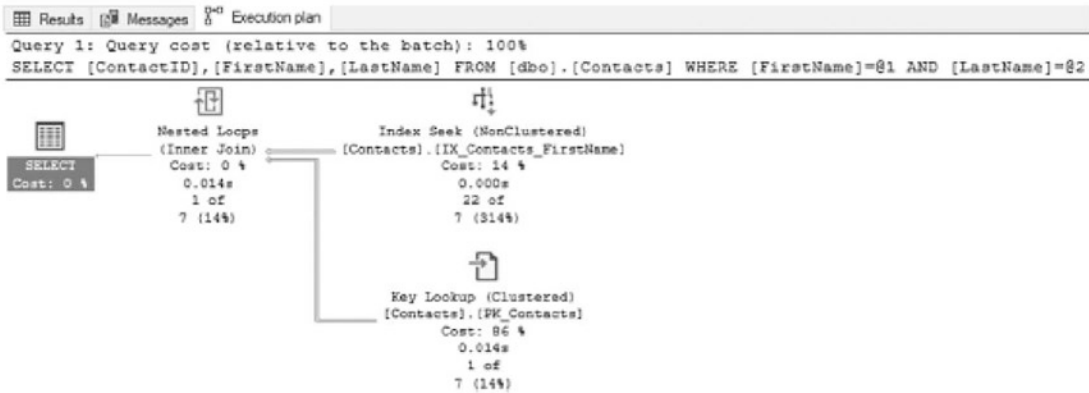 Results Messages Execution plan
Query 1: Query cost (relative to the batch): 100%
SELECT [ContactID],[FirstName],[LastName] FROM [dbo].[Contacts] WHERE [FirstName]=@1 AND [LastName]=@2
SELECT
Cost: 0 %
Nested Loops
(Inner Join)
Cost: 0 %
0.014s
1 of
7 (14%)
Index Seek (NonClustered)
[Contacts].[IX_Contacts_FirstName]
Cost: 14 %
0.000s
22 of
7 (314%)
Key Lookup (Clustered)
[Contacts].[PK_Contacts]
Cost: 86 %
0.014s
1 of
7 (14%)